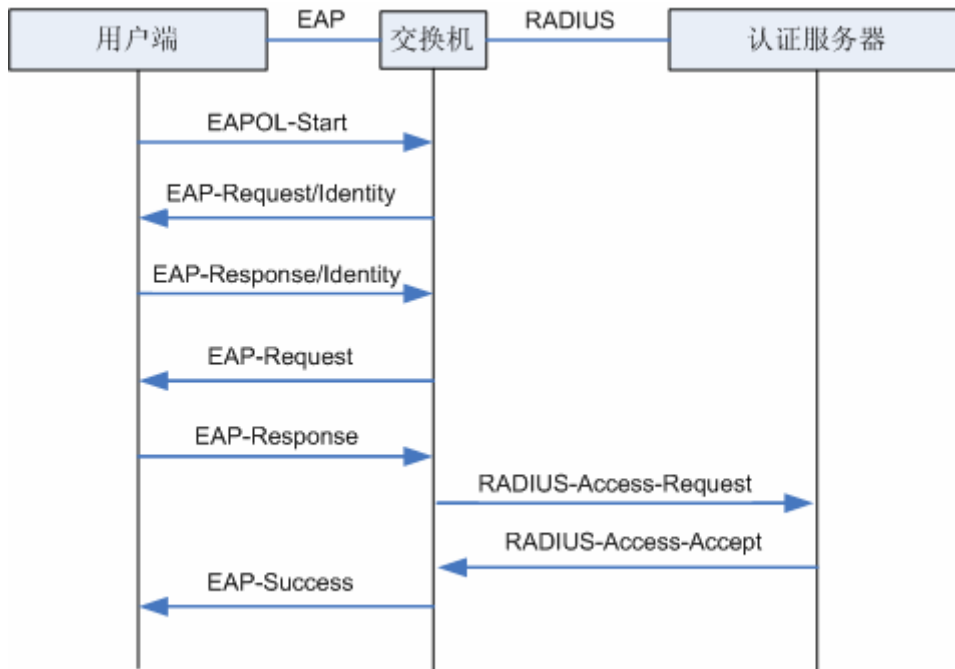 EAP
RADIUS
用户端
交换机
认证服务器
EAPOL-Start
EAP-Request/Identity
EAP-Response/Identity
EAP-Request
EAP-Response
RADIUS-Access-Request
RADIUS-Access-Accept
EAP-Success